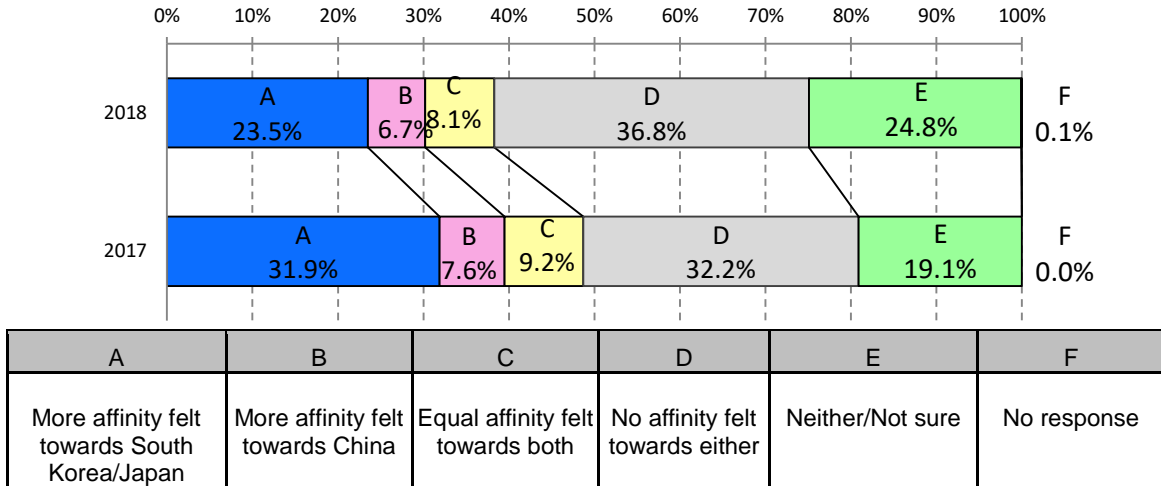 0% 10% 20% 30% 40% 50% 60% 70% 80% 90% 100%
2018
A
23.5%
B
6.7%
C
8.1%
D
36.8%
E
24.8%
F
0.1%
2017
A
31.9%
B
7.6%
C
9.2%
D
32.2%
E
19.1%
F
0.0%
A B C D E F
More affinity felt
towards South
Korea/Japan
More affinity felt
towards China
Equal affinity felt
towards both
No affinity felt
towards either
Neither/Not sure
No response